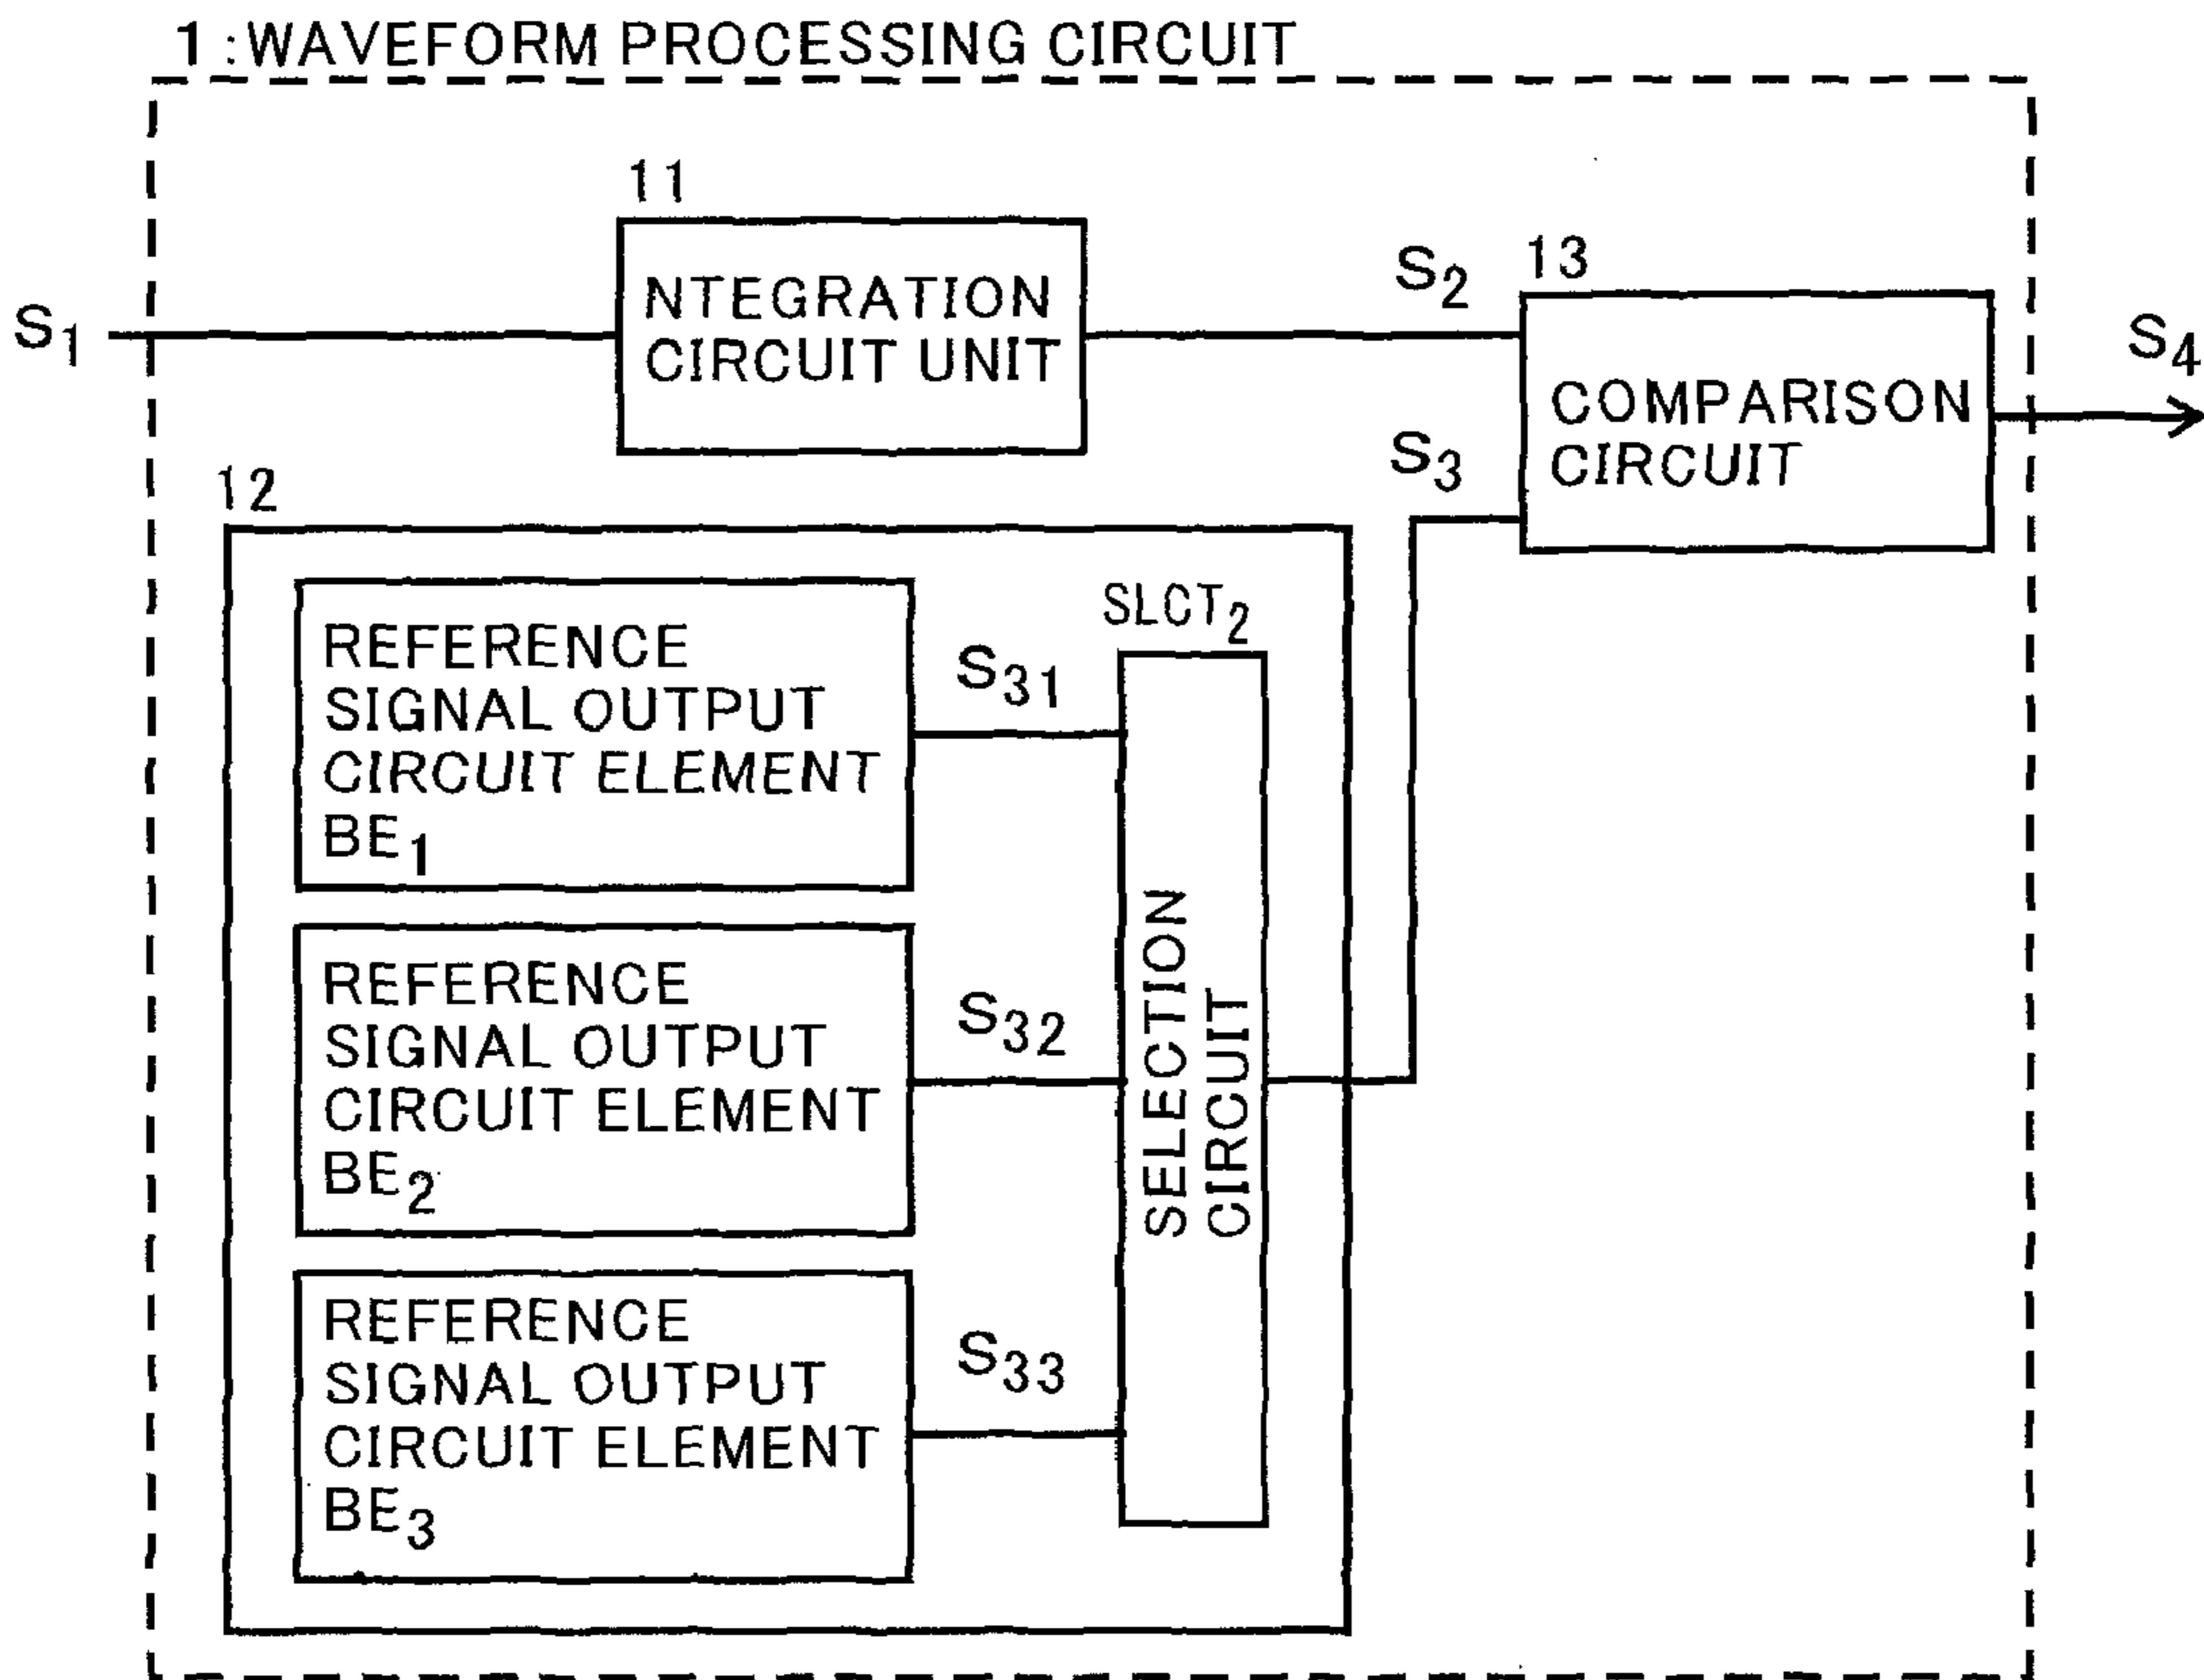 1:WAVEFORM PROCESSING CIRCUIT
11
NTEGRATION
CIRCUIT UNIT
S1
S2
13
COMPARISON
CIRCUIT
S4
S3
12
REFERENCE
SIGNAL OUTPUT
CIRCUIT ELEMENT
BE1
S31
SLCT2
SELECTION
CIRCUIT
REFERENCE
SIGNAL OUTPUT
CIRCUIT ELEMENT
BE2
S32
REFERENCE
SIGNAL OUTPUT
CIRCUIT ELEMENT
BE3
S33